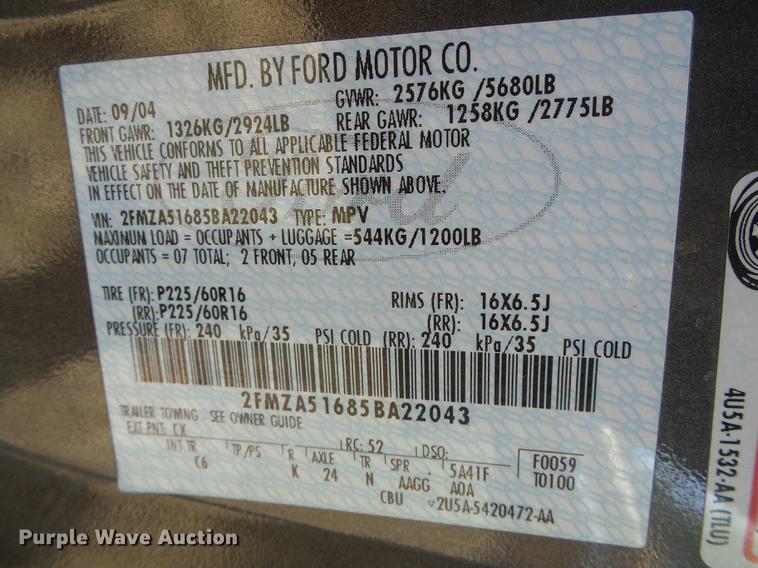 MFD. BY FORD MOTOR CO.
DATE: 09/04 GVWR: 2576KG /5680LB
FRONT GAWR: 1326KG/2924LB REAR GAWR: 1258KG /2775LB
THIS VEHICLE CONFORMS TO ALL APPLICABLE FEDERAL MOTOR
VEHICLE SAFETY AND THEFT PREVENTION STANDARDS
IN EFFECT ON THE DATE OF MANUFACTURE SHOWN ABOVE.
VIN: 2FMZA51685BA22043 TYPE: MPV
MAXIMUM LOAD = OCCUPANTS + LUGGAGE =544KG/1200LB
OCCUPANTS = 07 TOTAL; 2 FRONT, 05 REAR
TIRE (FR): P225/60R16 RIMS (FR): 16X6.5J
(RR): P225/60R16 (RR): 16X6.5J
PRESSURE (FR): 240 kPa/35 PSI COLD (RR): 240 kPa/35 PSI COLD
2FMZA51685BA22043
TRAILER TOWING - SEE OWNER GUIDE
EXT PNT: CX RC: 52 DSO: F0059
INT TR TP/PS R AXLE TR SPR 5A41F T0100
C6 K 24 N AAGG A0A
CBU 2U5A-5420472-AA
4U5A-1532-AA (TLU)
Ford
Purple Wave Auction